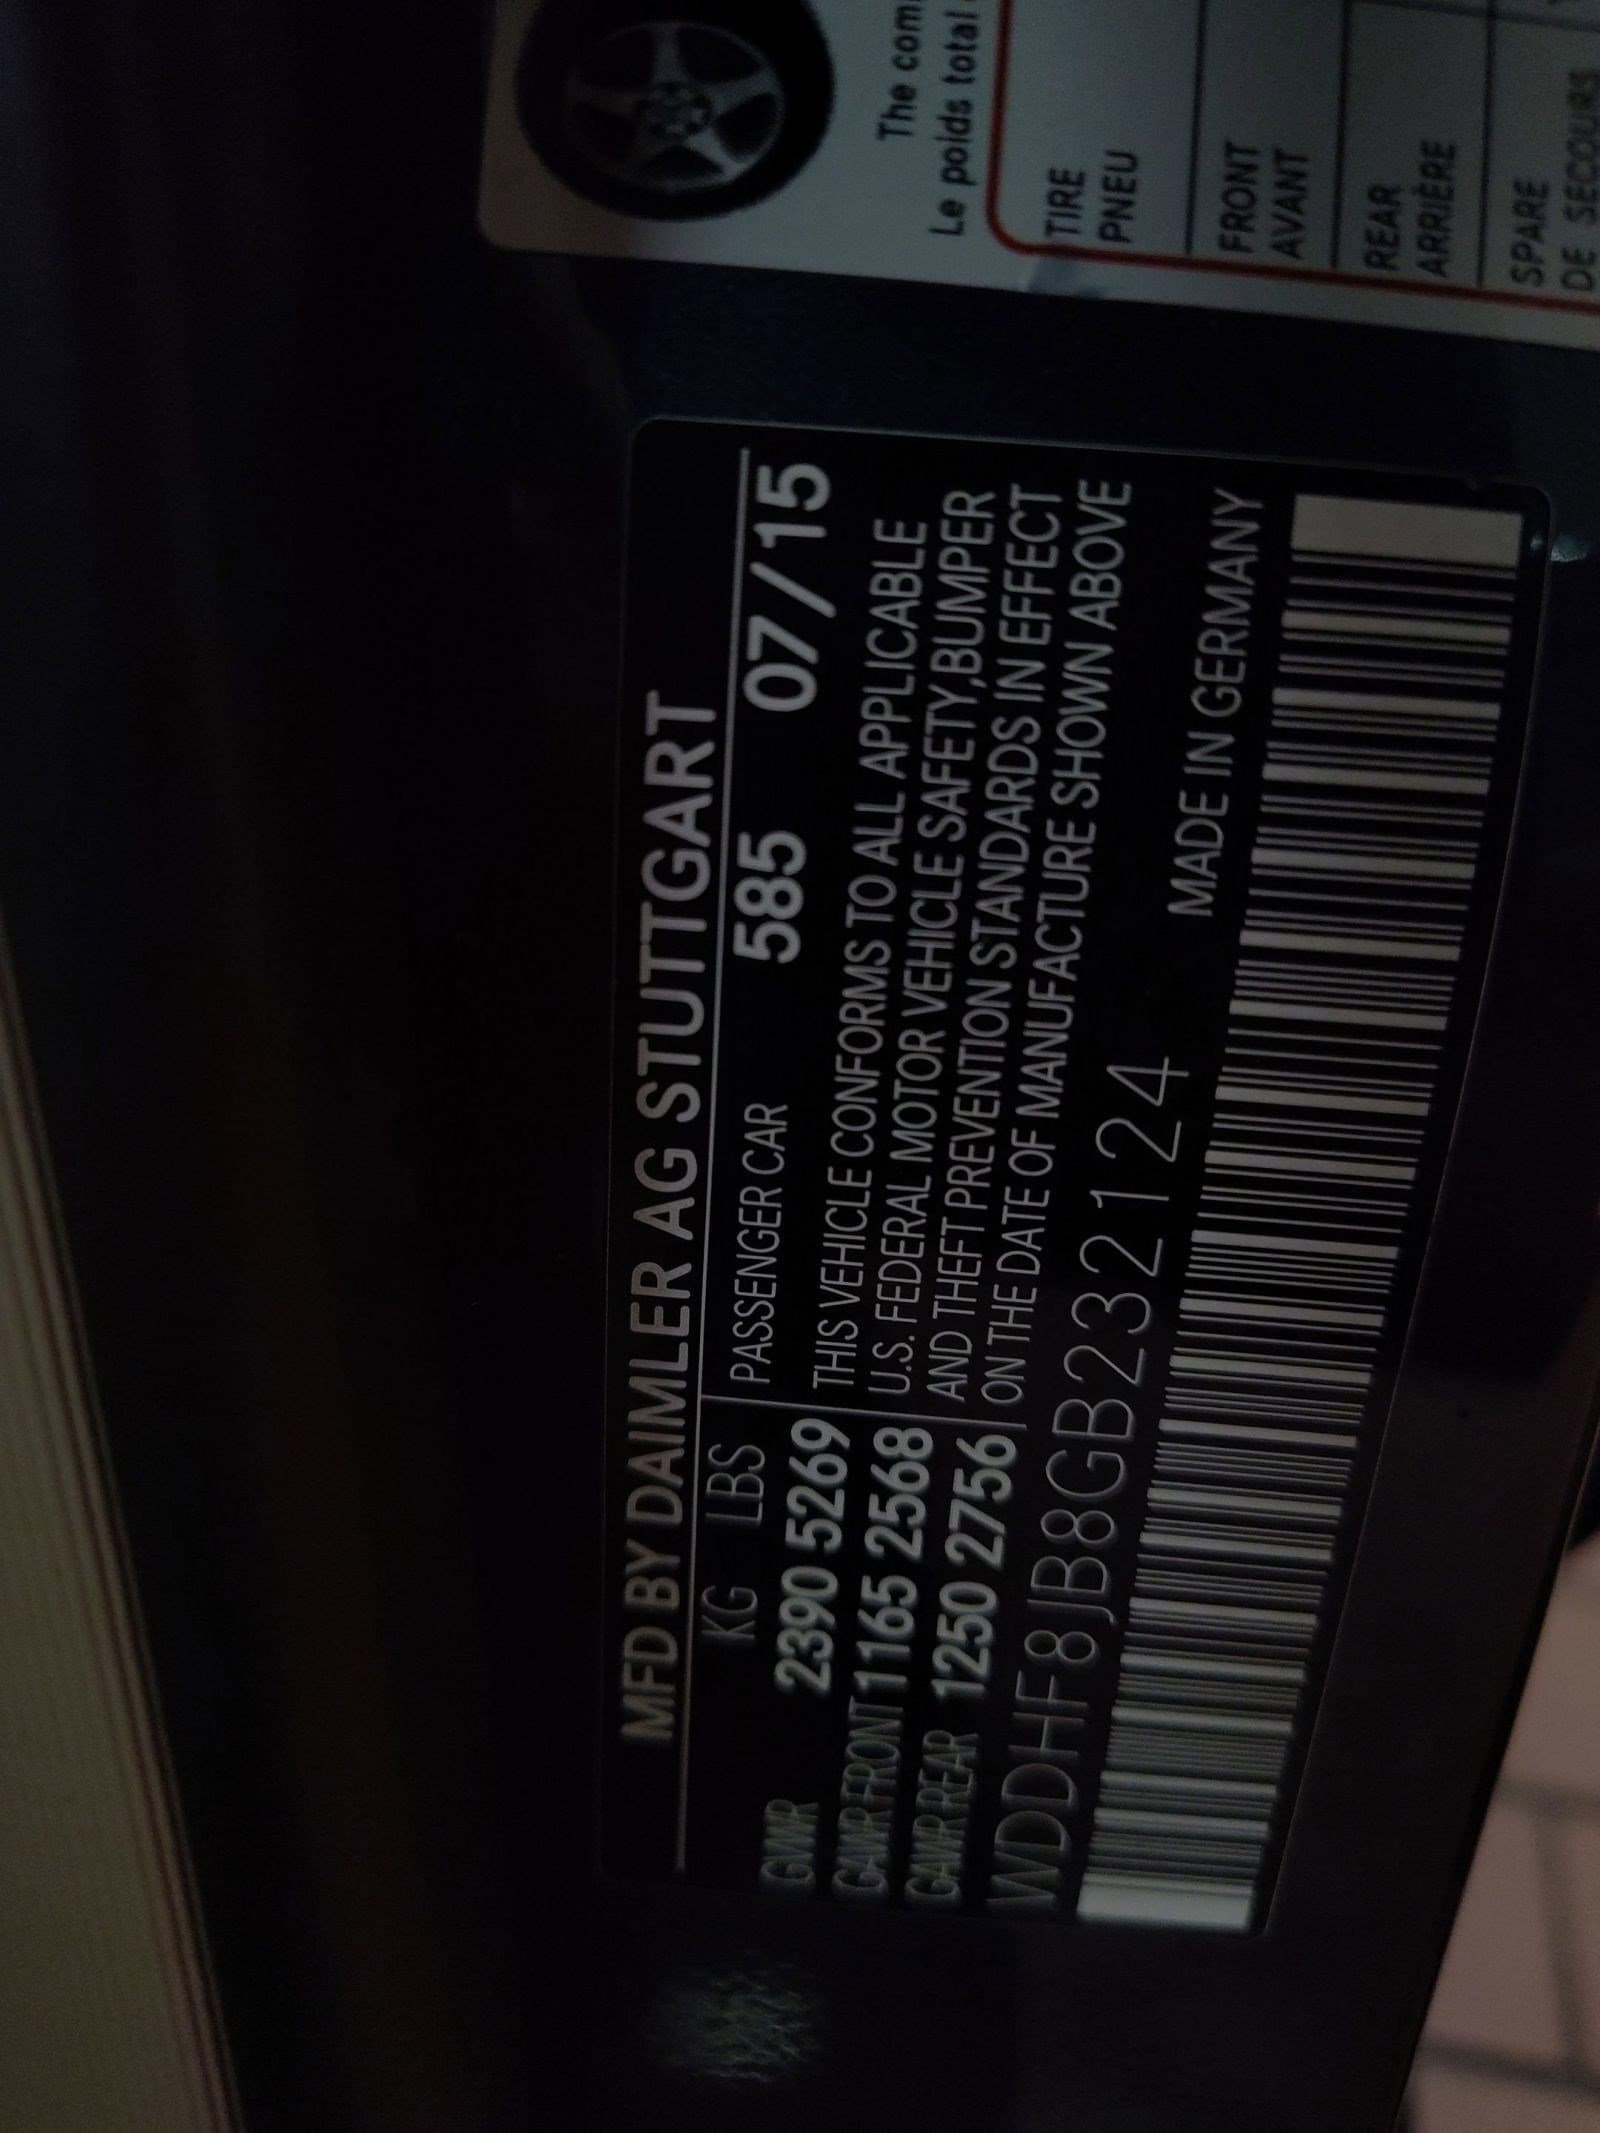 MFD BY DAIMLER AG STUTTGART
KG LBS
GVWR 2390 5269
GAWR FRONT 1165 2568
GAWR REAR 1250 2756
PASSENGER CAR 585 07/15
THIS VEHICLE CONFORMS TO ALL APPLICABLE
U.S. FEDERAL MOTOR VEHICLE SAFETY,BUMPER
AND THEFT PREVENTION STANDARDS IN EFFECT
ON THE DATE OF MANUFACTURE SHOWN ABOVE
WDDHF8JB8GB232124
MADE IN GERMANY
The com
Le poids total
TIRE
PNEU
FRONT
AVANT
REAR
ARRIÈRE
SPARE
DE SECOURS